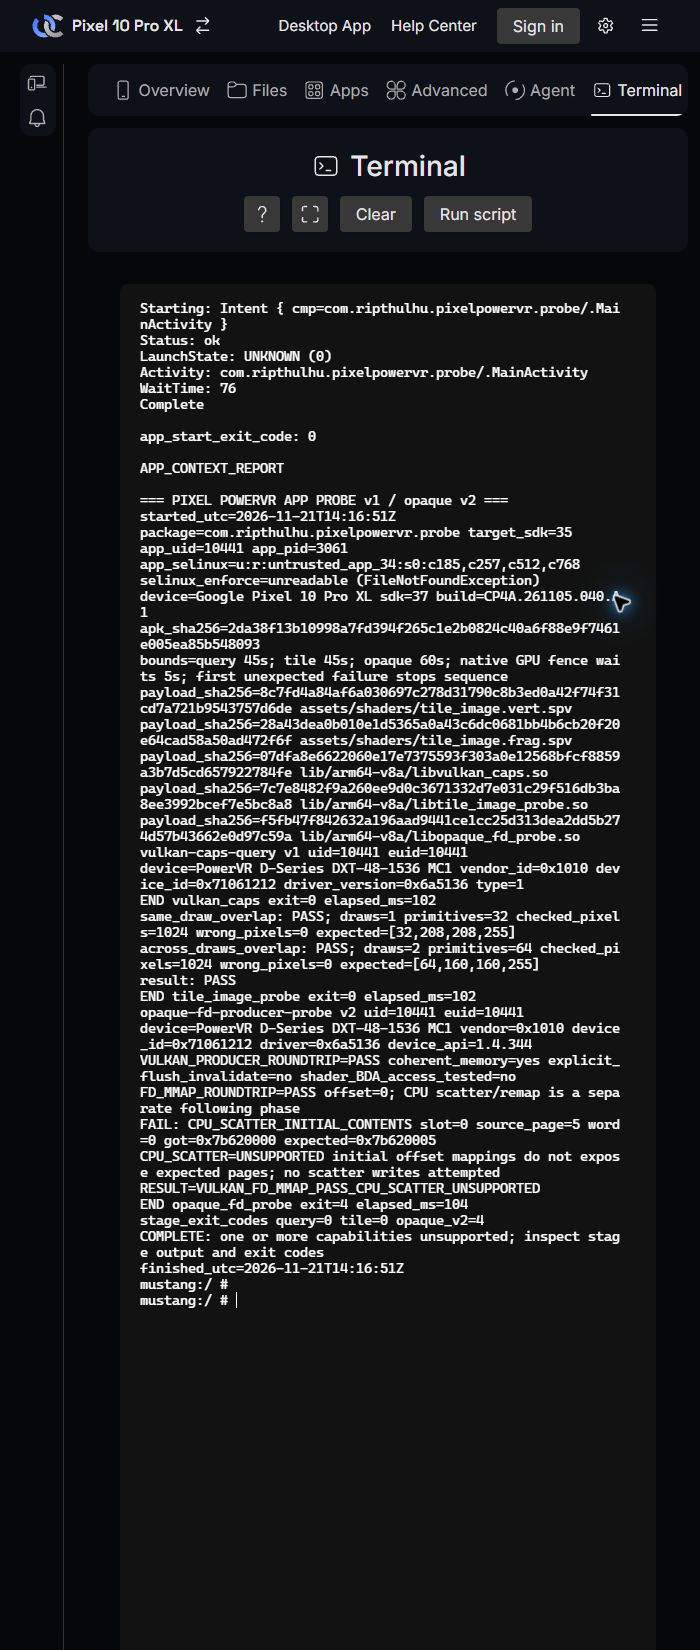 Pixel 10 Pro XL
Desktop App
Help Center
Sign in
Overview
Files
Apps
Advanced
Agent
Terminal
Terminal
?
Clear
Run script
Starting: Intent { cmp=com.ripthulhu.pixelpowervr.probe/.Mai
nActivity }
Status: ok
LaunchState: UNKNOWN (0)
Activity: com.ripthulhu.pixelpowervr.probe/.MainActivity
WaitTime: 76
Complete
app_start_exit_code: 0
APP_CONTEXT_REPORT
=== PIXEL POWERVR APP PROBE v1 / opaque v2 ===
started_utc=2026-11-21T14:16:51Z
package=com.ripthulhu.pixelpowervr.probe target_sdk=35
app_uid=10441 app_pid=3061
app_selinux=u:r:untrusted_app_34:s0:c185,c257,c512,c768
selinux_enforce=unreadable (FileNotFoundException)
device=Google Pixel 10 Pro XL sdk=37 build=CP4A.261105.040.
1
apk_sha256=2da38f13b10998a7fd394f265c1e2b0824c40a6f88e9f7461
e005ea85b548093
bounds=query 45s; tile 45s; opaque 60s; native GPU fence wai
ts 5s; first unexpected failure stops sequence
payload_sha256=8c7fd4a84af6a030697c278d31790c8b3ed0a42f74f31
cd7a721b9543757d6de assets/shaders/tile_image.vert.spv
payload_sha256=28a43dea0b010e1d5365a0a43c6dc0681bb4b6cb20f20
e64cad58a50ad472f6f assets/shaders/tile_image.frag.spv
payload_sha256=07dfa8e6622060e17e7375593f303a0e12568bfcf8859
a3b7d5cd657922784fe lib/arm64-v8a/libvulkan_caps.so
payload_sha256=7c7e8482f9a260ee9d0c3671332d7e031c29f516db3ba
8ee3992bcef7e5bc8a8 lib/arm64-v8a/libtile_image_probe.so
payload_sha256=f5fb47f842632a196aad9441ce1cc25d313dea2dd5b27
4d57b43662e0d97c59a lib/arm64-v8a/libopaque_fd_probe.so
vulkan-caps-query v1 uid=10441 euid=10441
device=PowerVR D-Series DXT-48-1536 MC1 vendor_id=0x1010 dev
ice_id=0x71061212 driver_version=0x6a5136 type=1
END vulkan_caps exit=0 elapsed_ms=102
same_draw_overlap: PASS; draws=1 primitives=32 checked_pixel
s=1024 wrong_pixels=0 expected=[32,208,208,255]
across_draws_overlap: PASS; draws=2 primitives=64 checked_pi
xels=1024 wrong_pixels=0 expected=[64,160,160,255]
result: PASS
END tile_image_probe exit=0 elapsed_ms=102
opaque-fd-producer-probe v2 uid=10441 euid=10441
device=PowerVR D-Series DXT-48-1536 MC1 vendor=0x1010 device
_id=0x71061212 driver=0x6a5136 device_api=1.4.344
VULKAN_PRODUCER_ROUNDTRIP=PASS coherent_memory=yes explicit_
flush_invalidate=no shader_BDA_access_tested=no
FD_MMAP_ROUNDTRIP=PASS offset=0; CPU scatter/remap is a sepa
rate following phase
FAIL: CPU_SCATTER_INITIAL_CONTENTS slot=0 source_page=5 word
=0 got=0x7b620000 expected=0x7b620005
CPU_SCATTER=UNSUPPORTED initial offset mappings do not expos
e expected pages; no scatter writes attempted
RESULT=VULKAN_FD_MMAP_PASS_CPU_SCATTER_UNSUPPORTED
END opaque_fd_probe exit=4 elapsed_ms=104
stage_exit_codes query=0 tile=0 opaque_v2=4
COMPLETE: one or more capabilities unsupported; inspect stag
e output and exit codes
finished_utc=2026-11-21T14:16:51Z
mustang:/ #
mustang:/ #